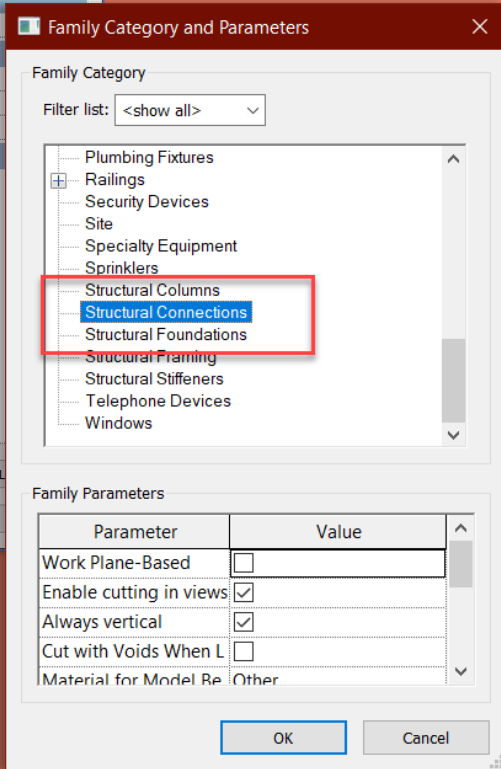 Family Category and Parameters
Family Category
Filter list: <show all>
Plumbing Fixtures
Railings
Security Devices
Site
Specialty Equipment
Sprinklers
Structural Columns
Structural Connections
Structural Foundations
Structural Framing
Structural Stiffeners
Telephone Devices
Windows
Family Parameters
Parameter Value
Work Plane-Based
Enable cutting in views
Always vertical
Cut with Voids When L
Material for Model Be Other
OK Cancel